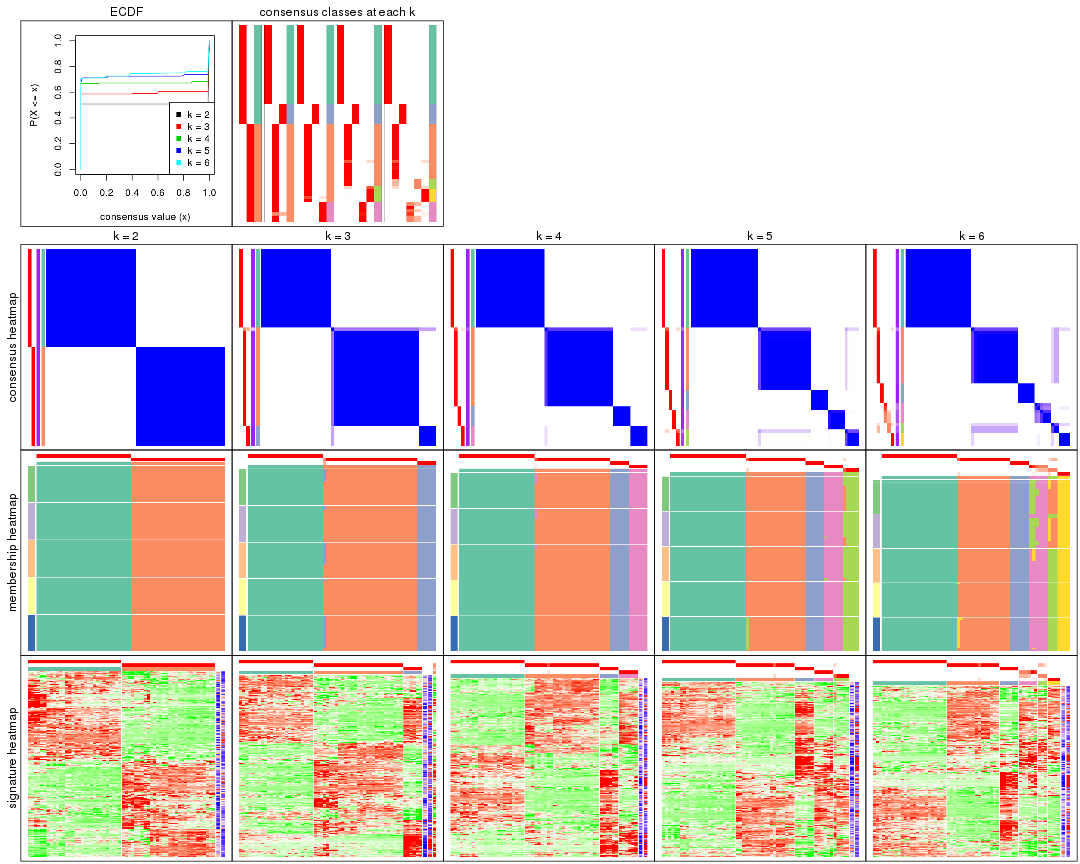 ECDF
consensus classes at each k
P(X <= x)
0.0 0.2 0.4 0.6 0.8 1.0
k = 2
k = 3
k = 4
k = 5
k = 6
0.0 0.2 0.4 0.6 0.8 1.0
consensus value (x)
k = 2
k = 3
k = 4
k = 5
k = 6
consensus heatmap
membership heatmap
signature heatmap